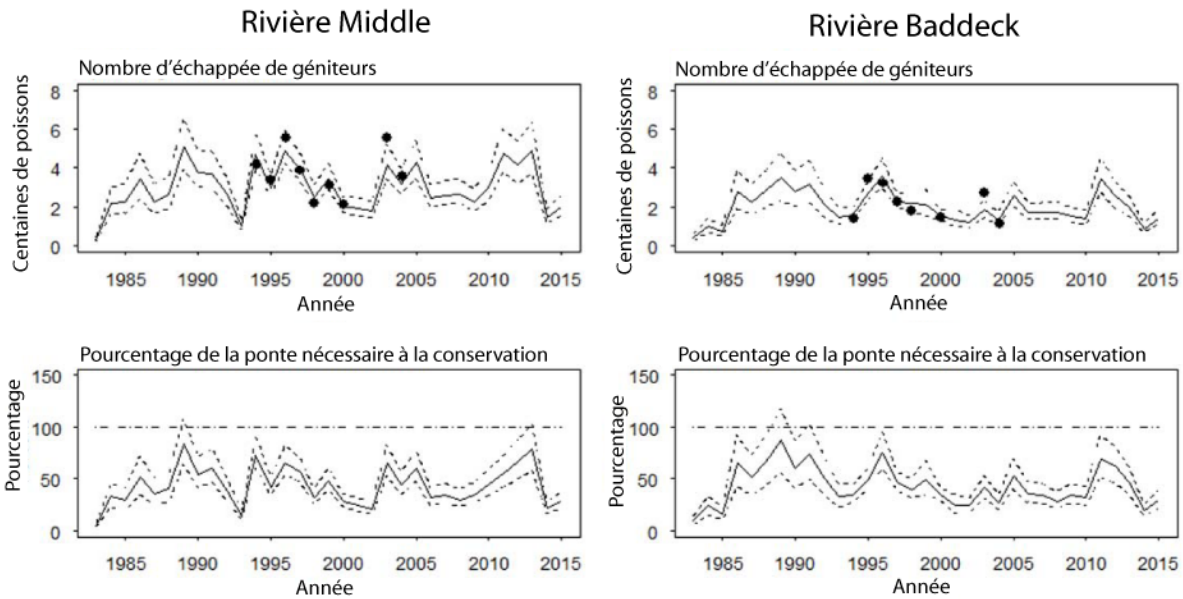 Rivière Middle
Rivière Baddeck
Nombre d'échappée de géniteurs
Centaines de poissons
8
6
4
2
0
1985 1990 1995 2000 2005 2010 2015
Année
Nombre d'échappée de géniteurs
Centaines de poissons
8
6
4
2
0
1985 1990 1995 2000 2005 2010 2015
Année
Pourcentage de la ponte nécessaire à la conservation
Pourcentage
150
100
50
0
1985 1990 1995 2000 2005 2010 2015
Année
Pourcentage de la ponte nécessaire à la conservation
Pourcentage
150
100
50
0
1985 1990 1995 2000 2005 2010 2015
Année